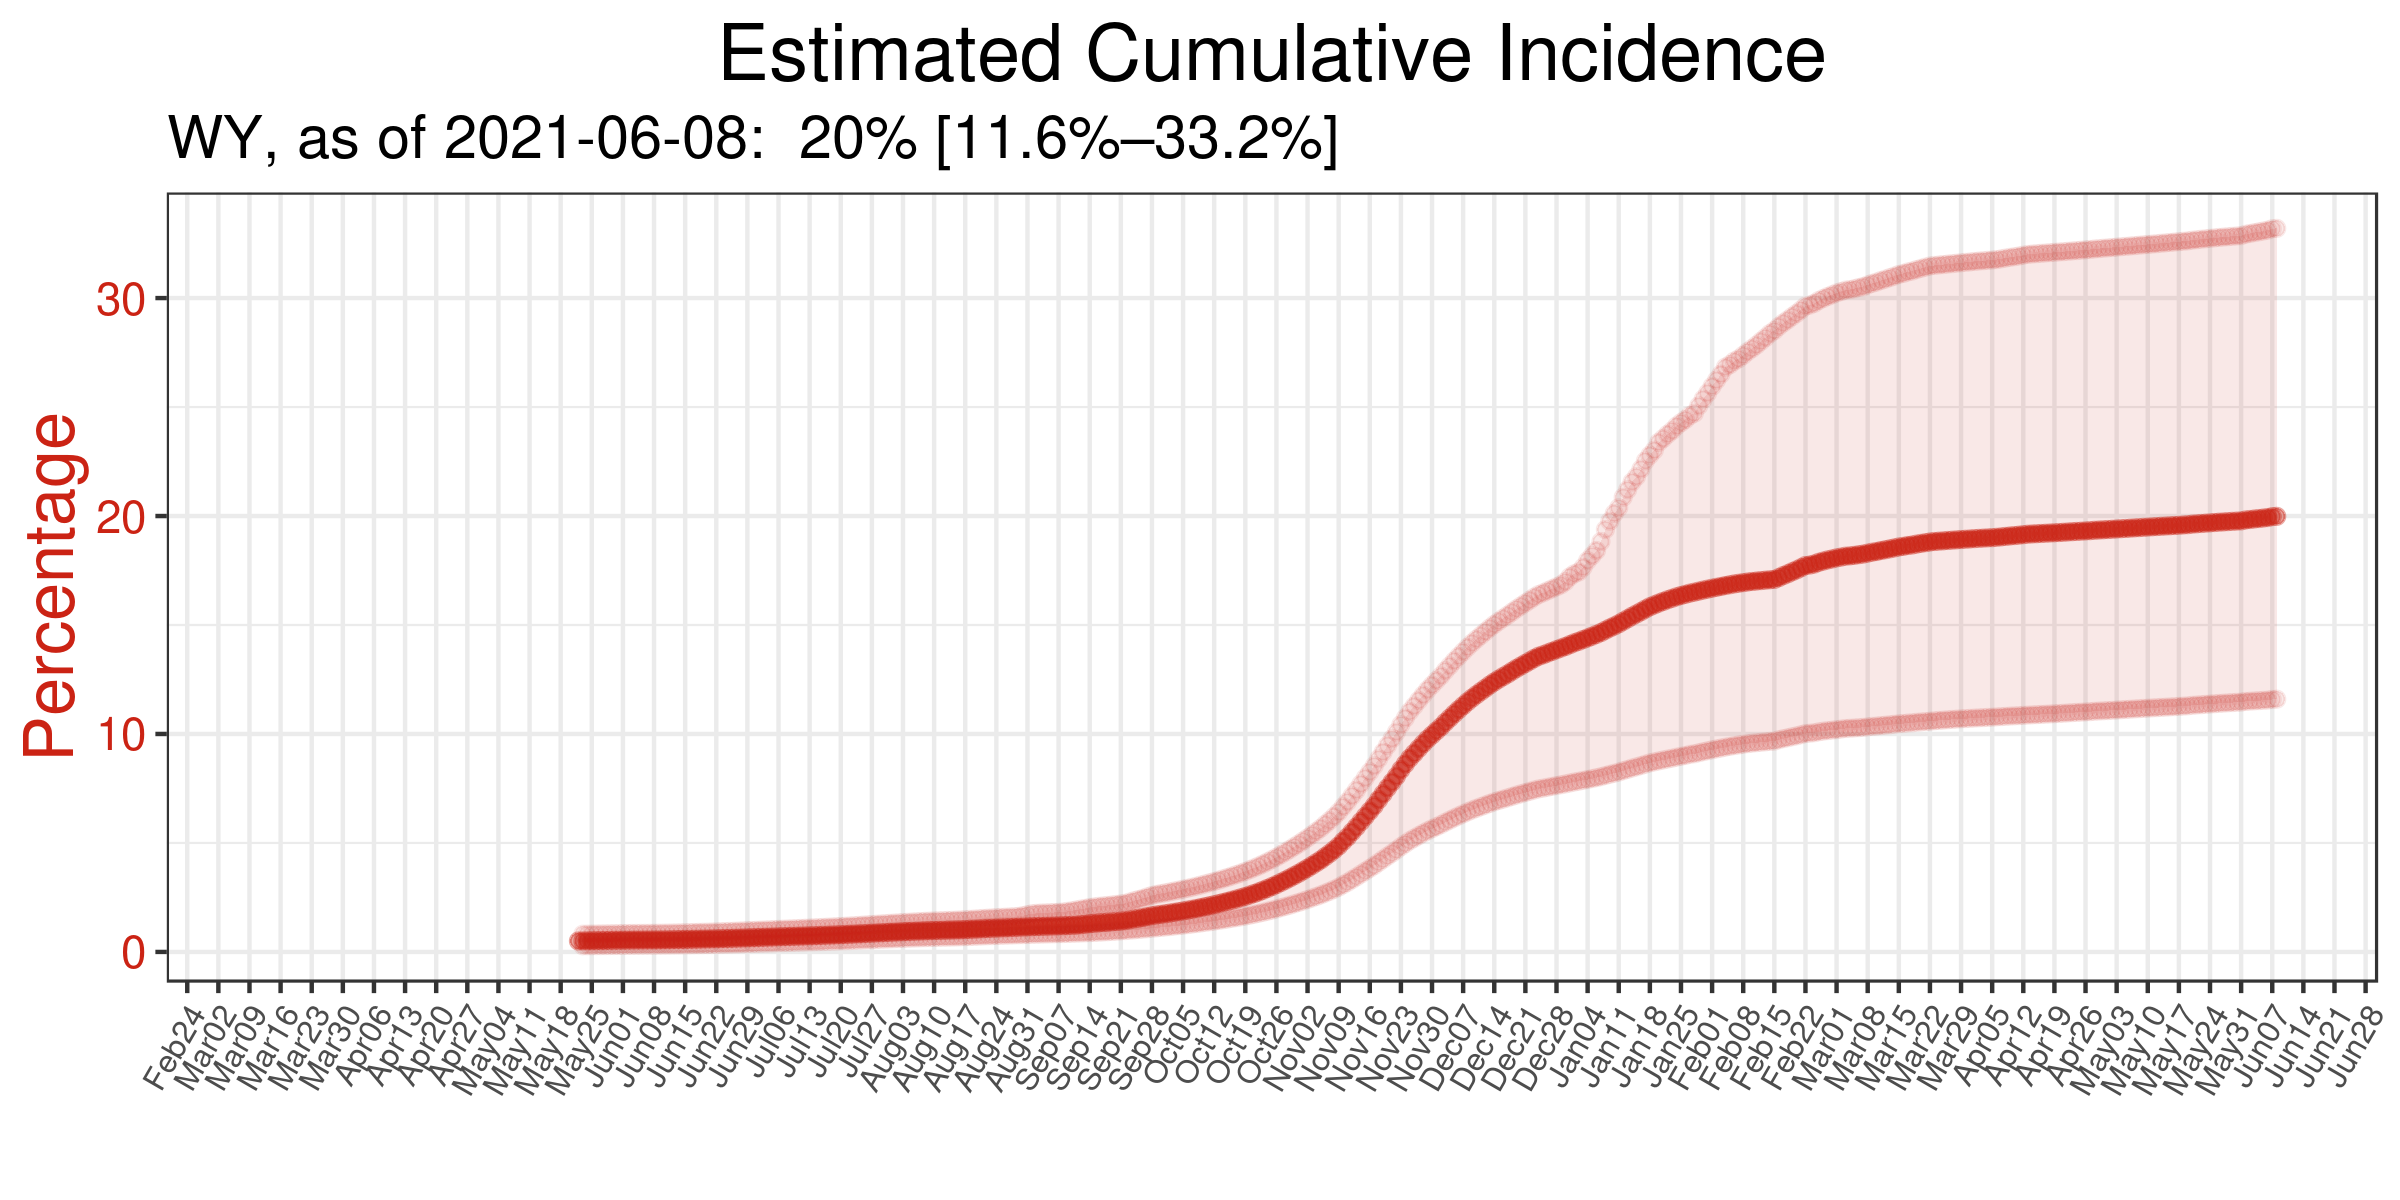 Estimated Cumulative Incidence
WY, as of 2021-06-08:  20% [11.6%–33.2%]
Percentage
30
20
10
0
Feb24
Mar02
Mar09
Mar16
Mar23
Mar30
Apr06
Apr13
Apr20
Apr27
May04
May11
May18
May25
Jun01
Jun08
Jun15
Jun22
Jun29
Jul06
Jul13
Jul20
Jul27
Aug03
Aug10
Aug17
Aug24
Aug31
Sep07
Sep14
Sep21
Sep28
Oct05
Oct12
Oct19
Oct26
Nov02
Nov09
Nov16
Nov23
Nov30
Dec07
Dec14
Dec21
Dec28
Jan04
Jan11
Jan18
Jan25
Feb01
Feb08
Feb15
Feb22
Mar01
Mar08
Mar15
Mar22
Mar29
Apr05
Apr12
Apr19
Apr26
May03
May10
May17
May24
May31
Jun07
Jun14
Jun21
Jun28